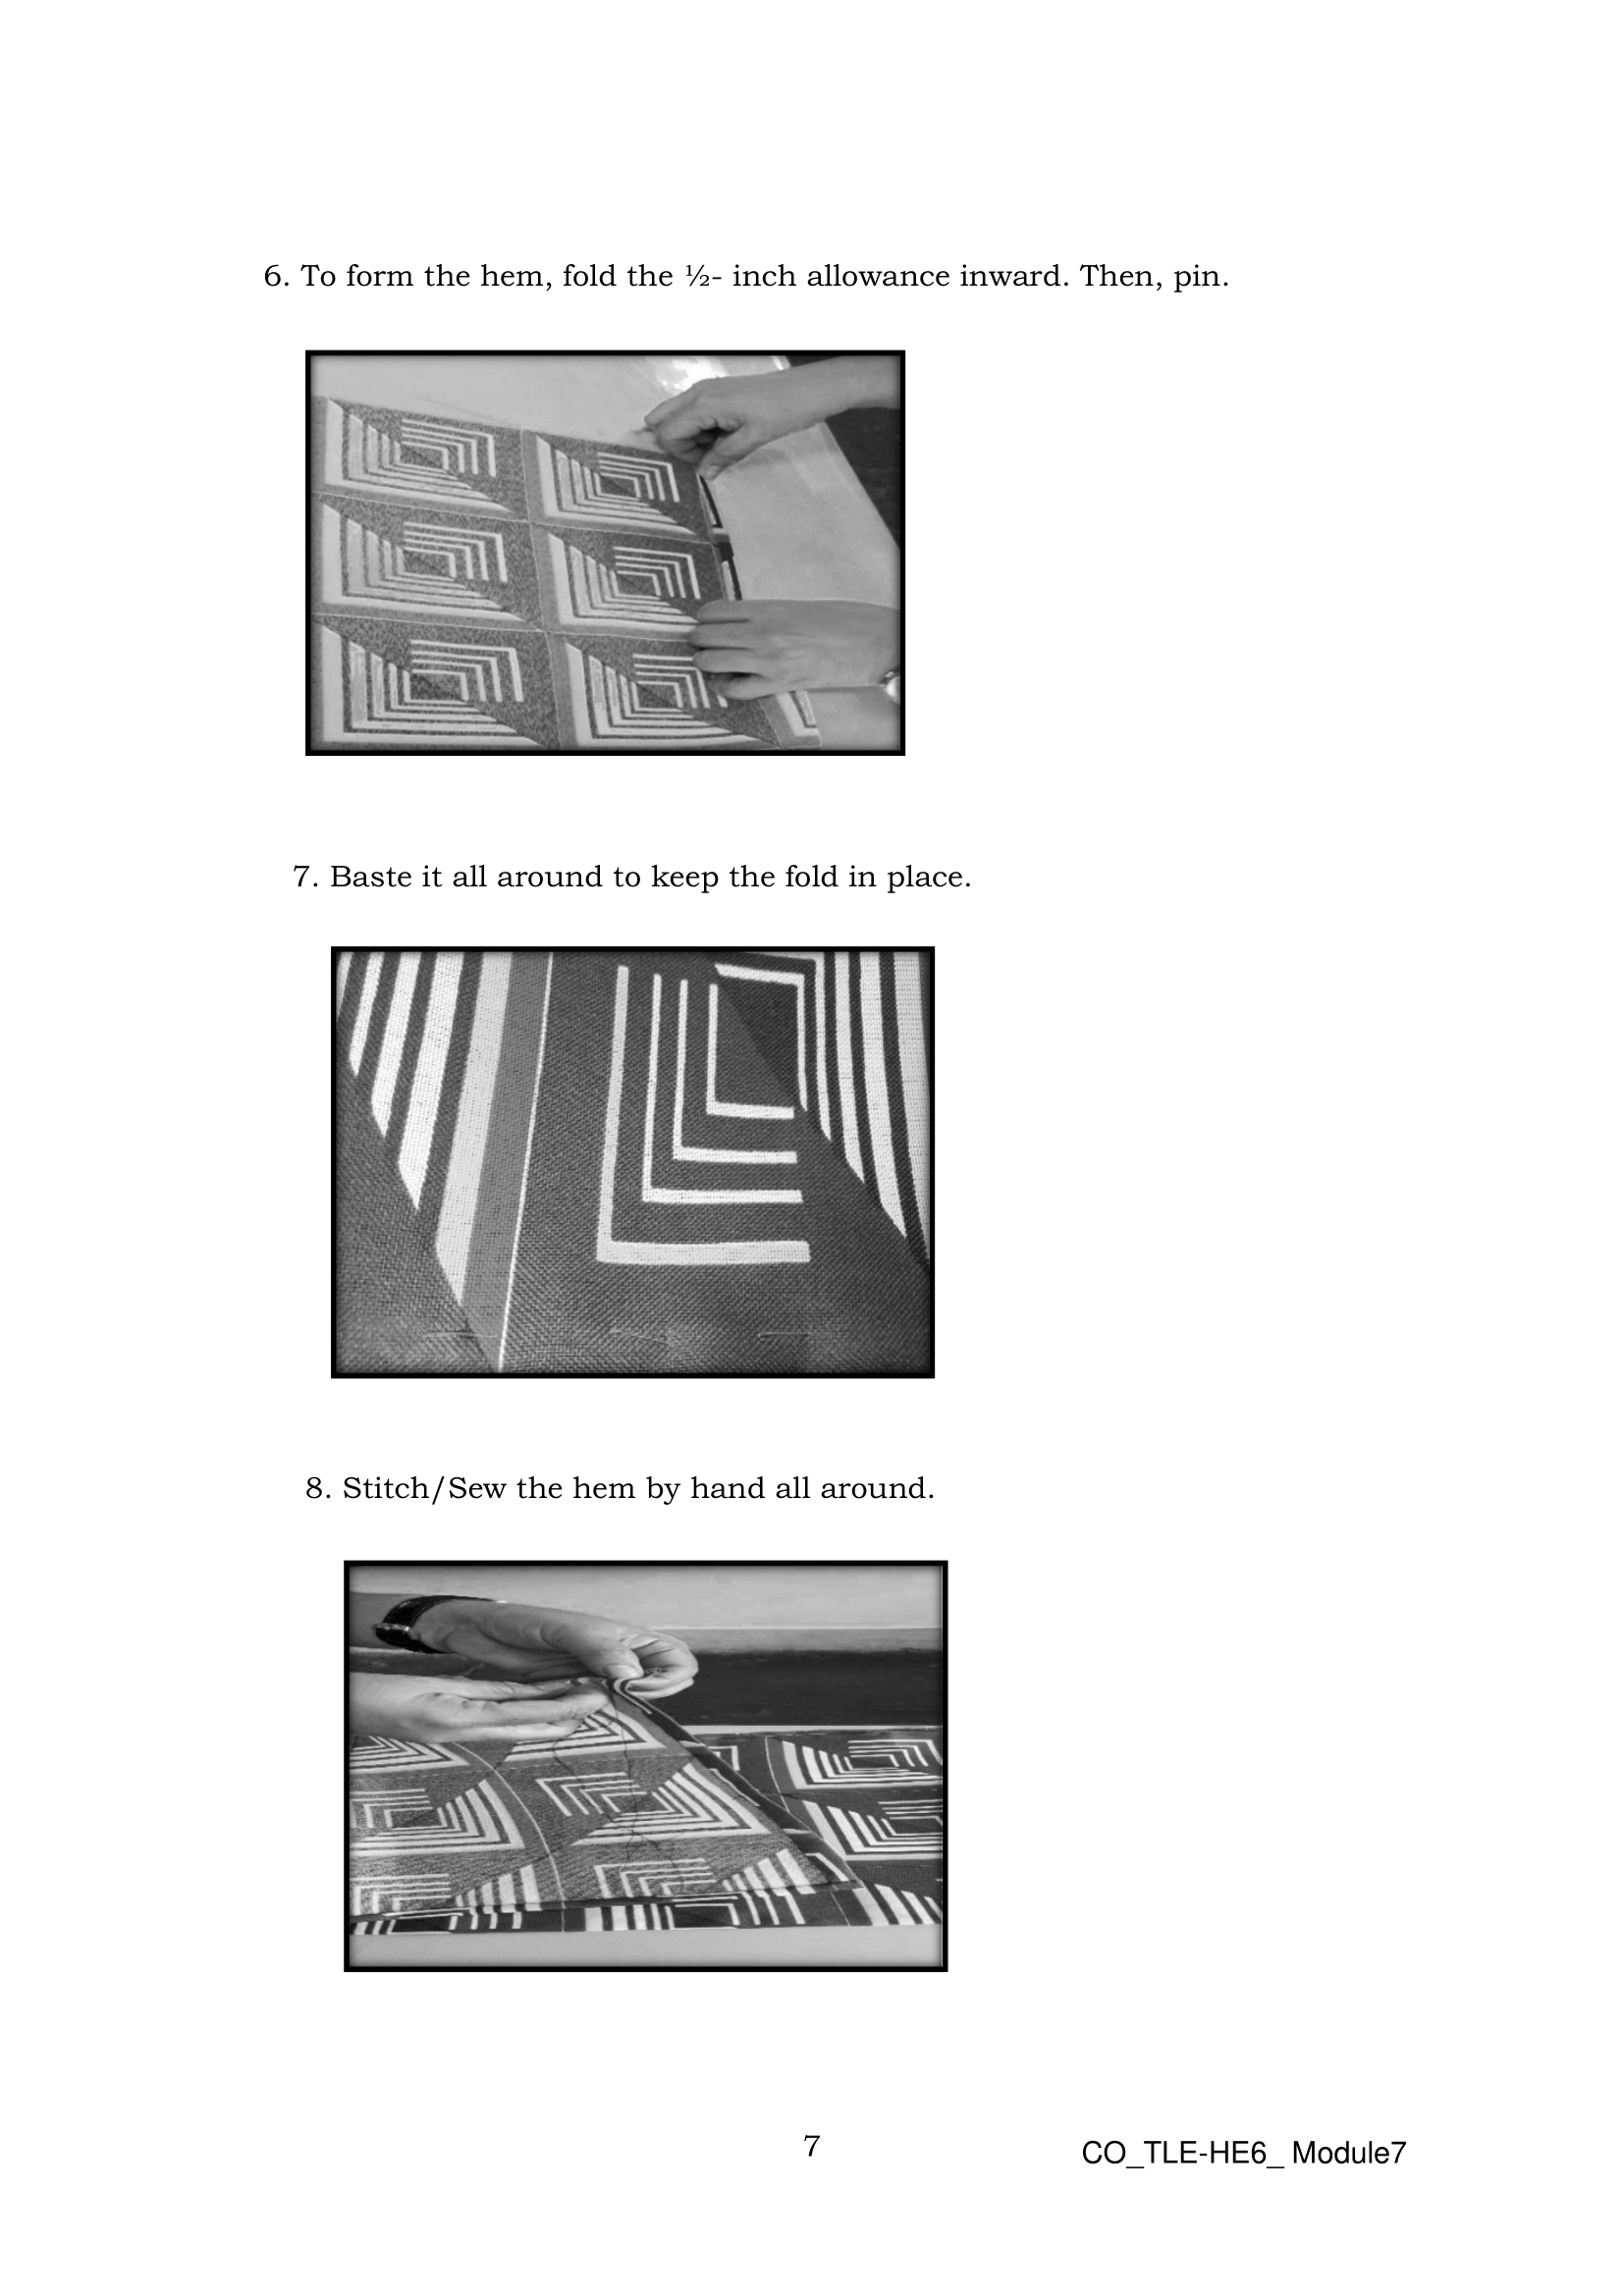 6. To form the hem, fold the ½- inch allowance inward. Then, pin.
7. Baste it all around to keep the fold in place.
8. Stitch/Sew the hem by hand all around.
7
CO_TLE-HE6_ Module7